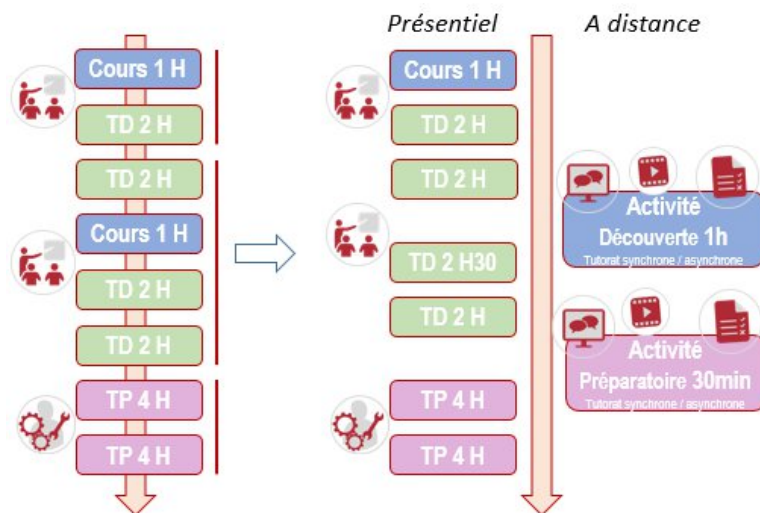 Présentiel
A distance
Cours 1 H
TD 2 H
TD 2 H
Cours 1 H
TD 2 H
TD 2 H
TP 4 H
TP 4 H
Cours 1 H
TD 2 H
TD 2 H
TD 2 H30
TD 2 H
TP 4 H
TP 4 H
Activité
Découverte 1h
Tutorat synchrone / asynchrone
Activité
Préparatoire 30min
Tutorat synchrone / asynchrone